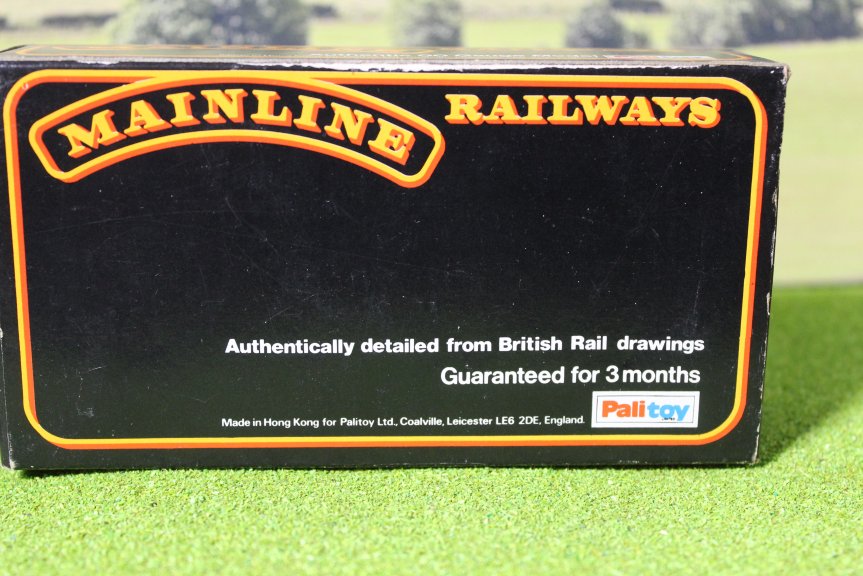 MAINLINE RAILWAYS
Authentically detailed from British Rail drawings
Guaranteed for 3 months
Made in Hong Kong for Palitoy Ltd., Coalville, Leicester LE6 2DE, England.
Palitoy